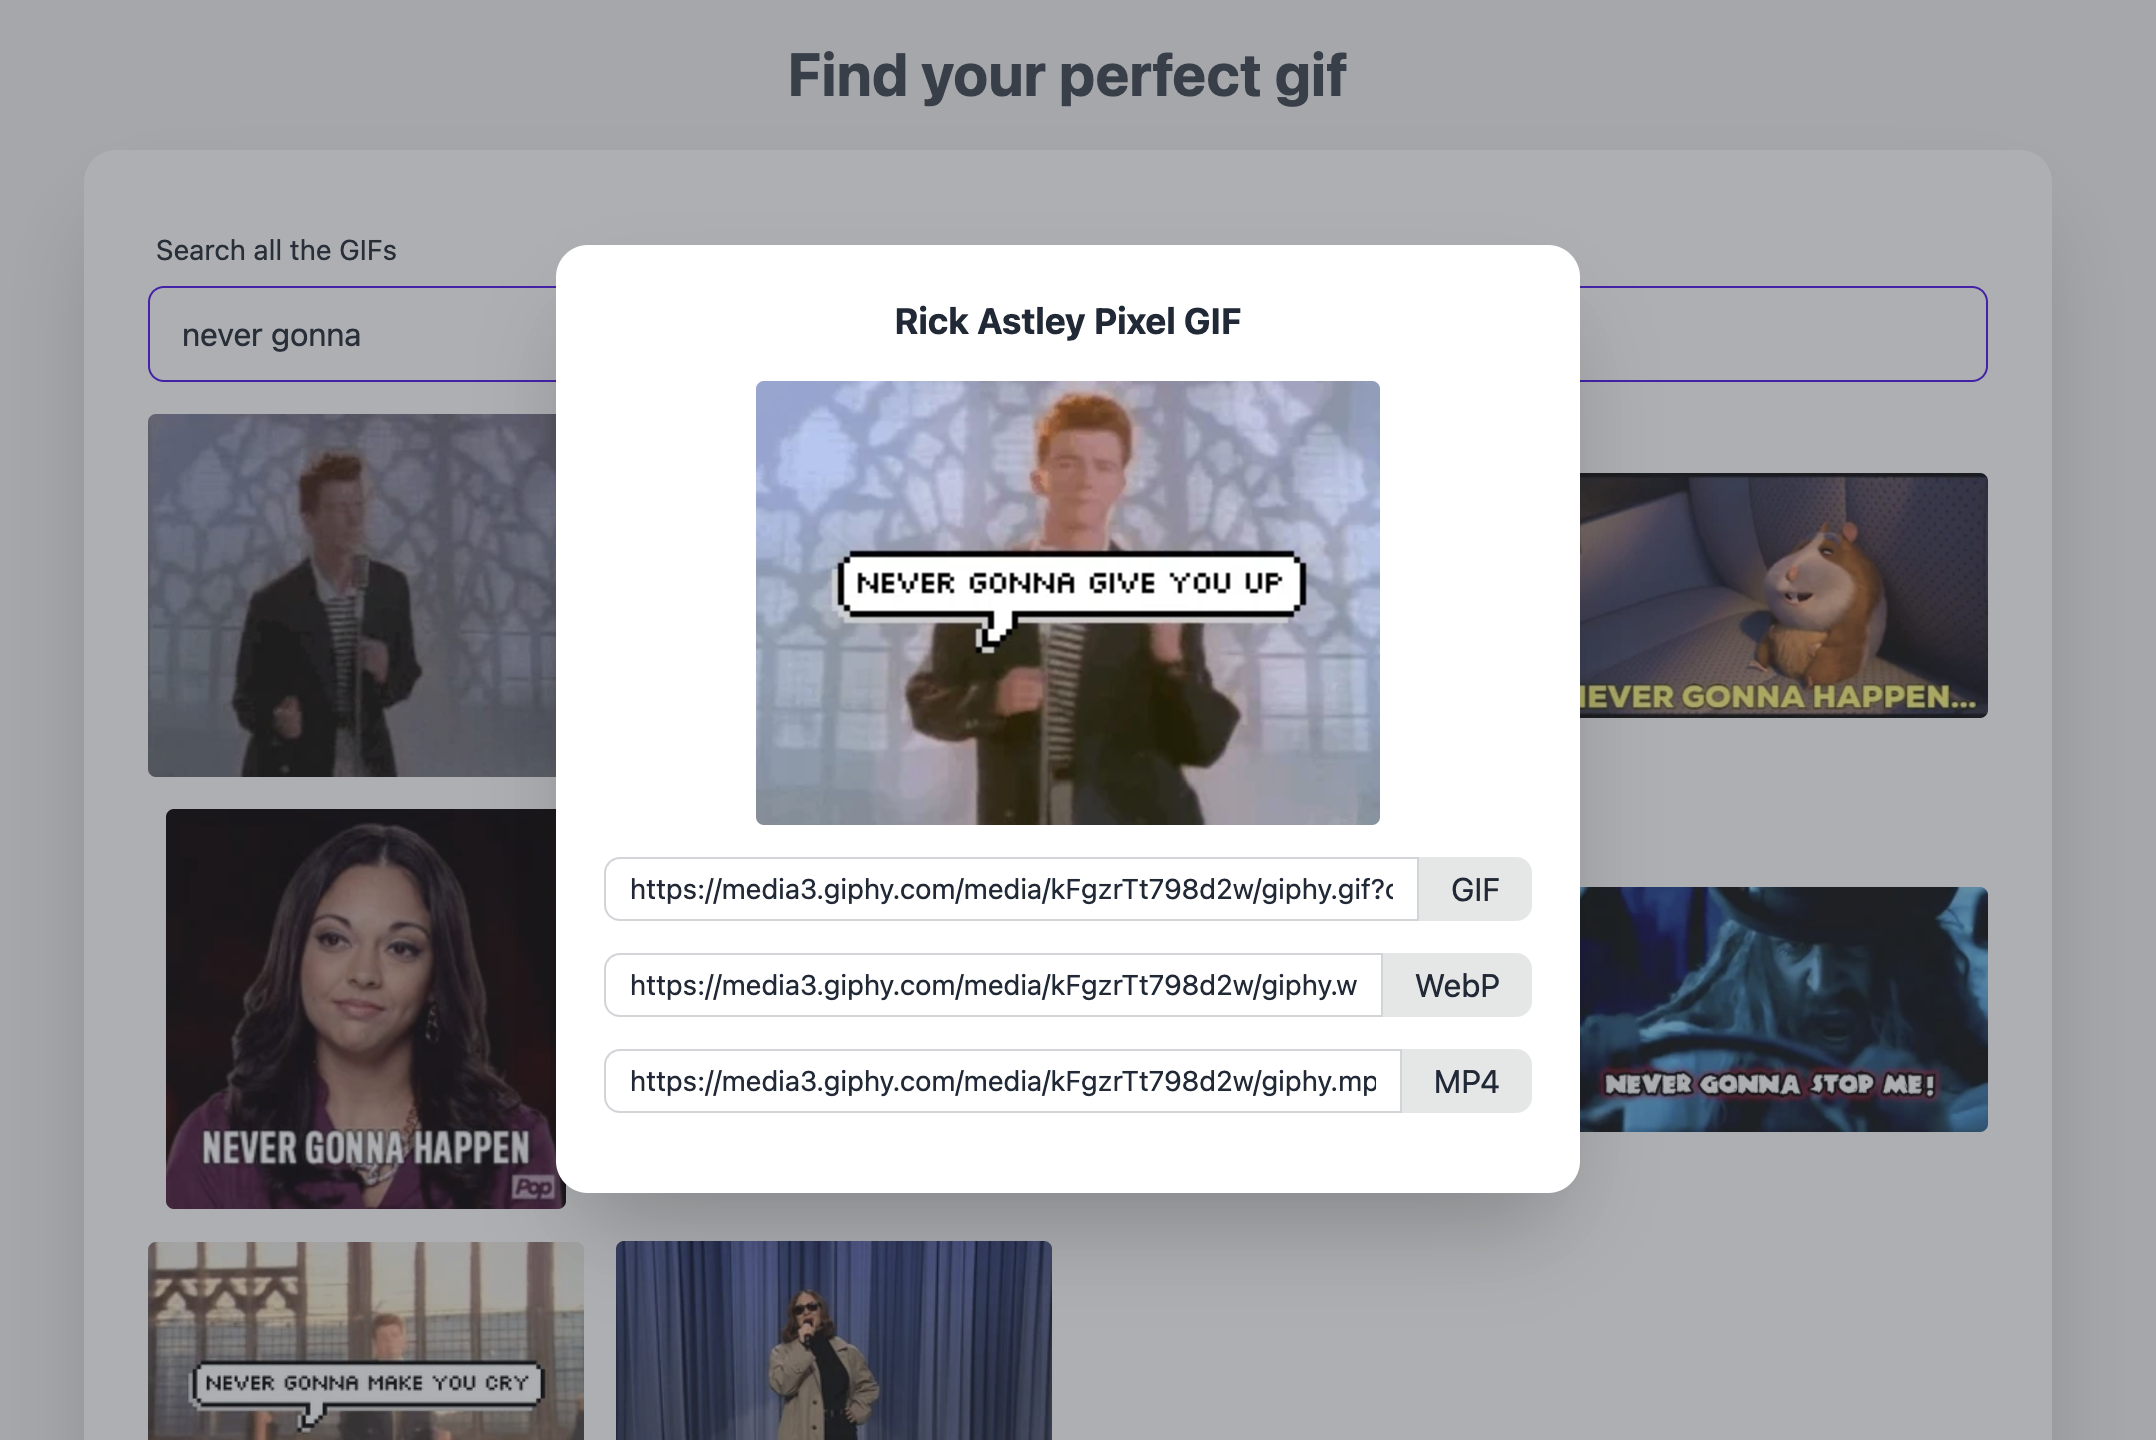 Find your perfect gif
Search all the GIFs
never gonna
Rick Astley Pixel GIF
NEVER GONNA GIVE YOU UP
https://media3.giphy.com/media/kFgzrTt798d2w/giphy.gif?c
GIF
https://media3.giphy.com/media/kFgzrTt798d2w/giphy.w
WebP
https://media3.giphy.com/media/kFgzrTt798d2w/giphy.mp
MP4
EVER GONNA HAPPEN...
NEVER GONNA HAPPEN
Pop
NEVER GONNA STOP ME!
NEVER GONNA MAKE YOU CRY